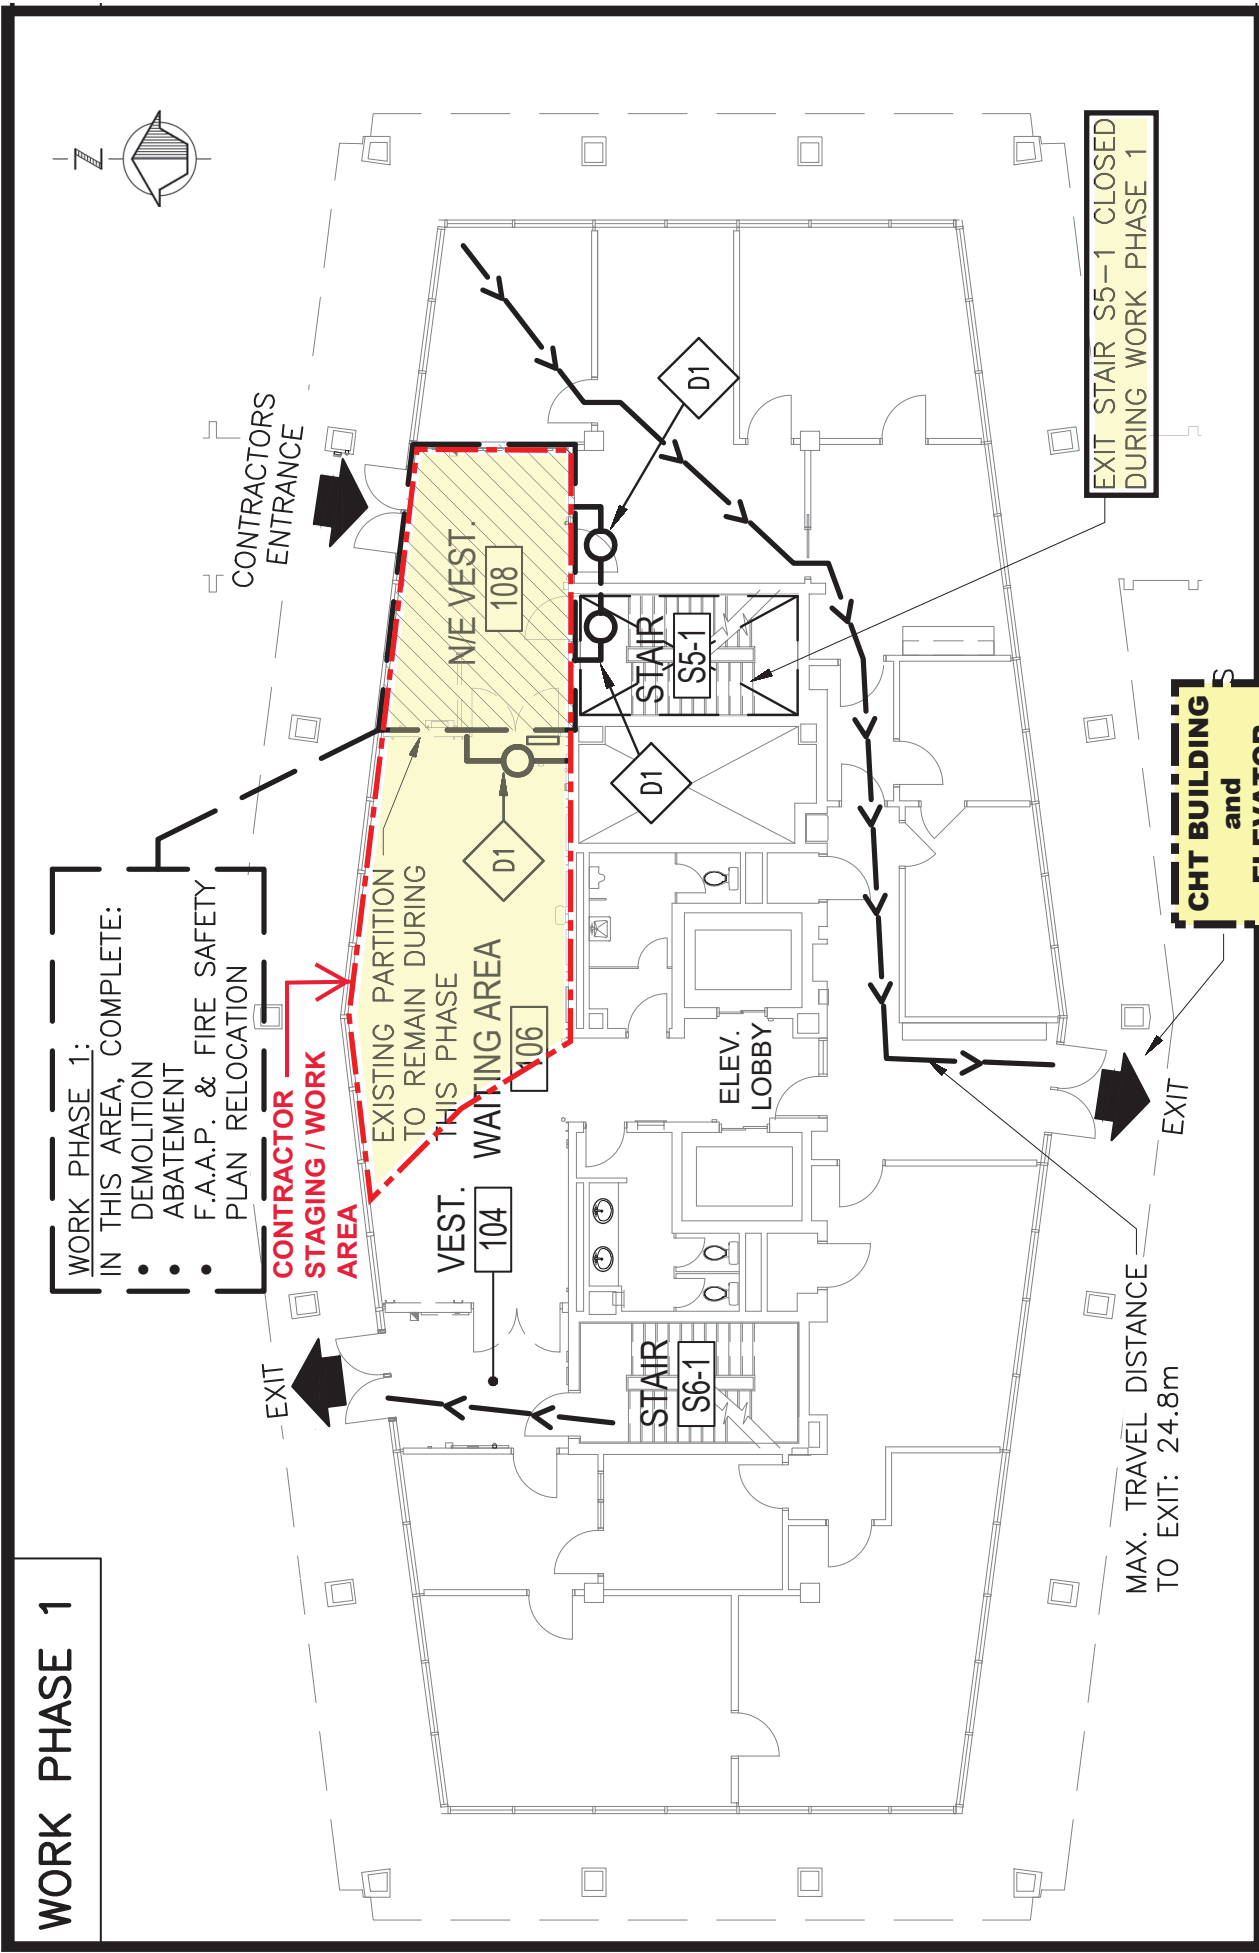 WORK PHASE 1
WORK PHASE 1:
IN THIS AREA, COMPLETE:
• DEMOLITION
• ABATEMENT
• F.A.A.P. & FIRE SAFETY
PLAN RELOCATION
CONTRACTOR
STAGING / WORK
AREA
CONTRACTORS
ENTRANCE
N
EXIT
VEST.
104
EXISTING PARTITION
TO REMAIN DURING
THIS PHASE
WAITING AREA
106
D1
N/E VEST.
108
STAIR
S6-1
ELEV.
LOBBY
D1
STAIR
S5-1
D1
MAX. TRAVEL DISTANCE
TO EXIT: 24.8m
EXIT
EXIT STAIR S5-1 CLOSED
DURING WORK PHASE 1
CHT BUILDING
and
ELEVATOR
S